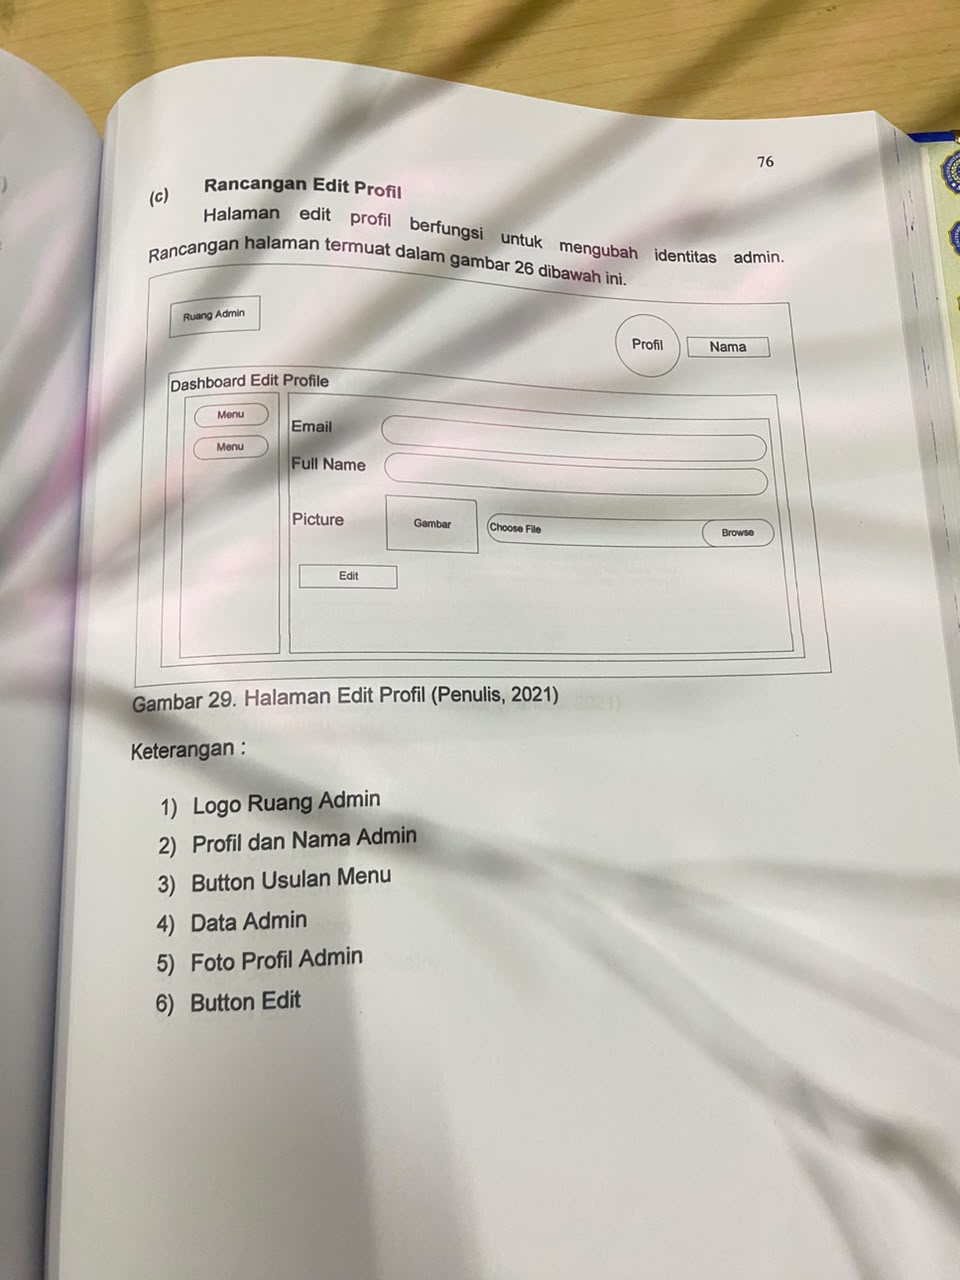 76
(c) Rancangan Edit Profil
Halaman edit profil berfungsi untuk mengubah identitas admin.
Rancangan halaman termuat dalam gambar 26 dibawah ini.
Ruang Admin
Profil
Nama
Dashboard Edit Profile
Menu
Menu
Email
Full Name
Picture
Gambar
Choose File
Browse
Edit
Gambar 29. Halaman Edit Profil (Penulis, 2021)
Keterangan :
1) Logo Ruang Admin
2) Profil dan Nama Admin
3) Button Usulan Menu
4) Data Admin
5) Foto Profil Admin
6) Button Edit